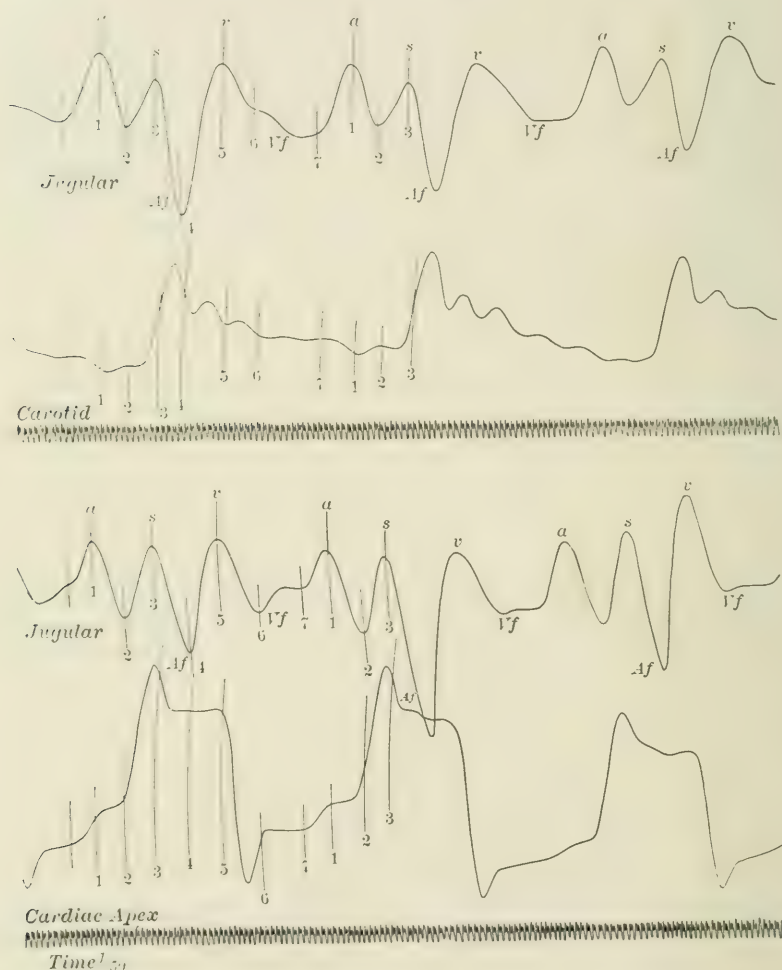 a s v a s v a s v
1 2 3 5 6 Vf 7 1 2 3 Vf
Jugular Af 4 Af Af
1 2 3 4 5 6 7 1 2 3
Carotid
a s v a s v a s v
1 2 3 5 6 Vf 7 1 2 3 Vf Vf
Jugular Af 4 Af Af
1 2 3 4 5 6 7 1 2 3
Cardiac Apex
Time